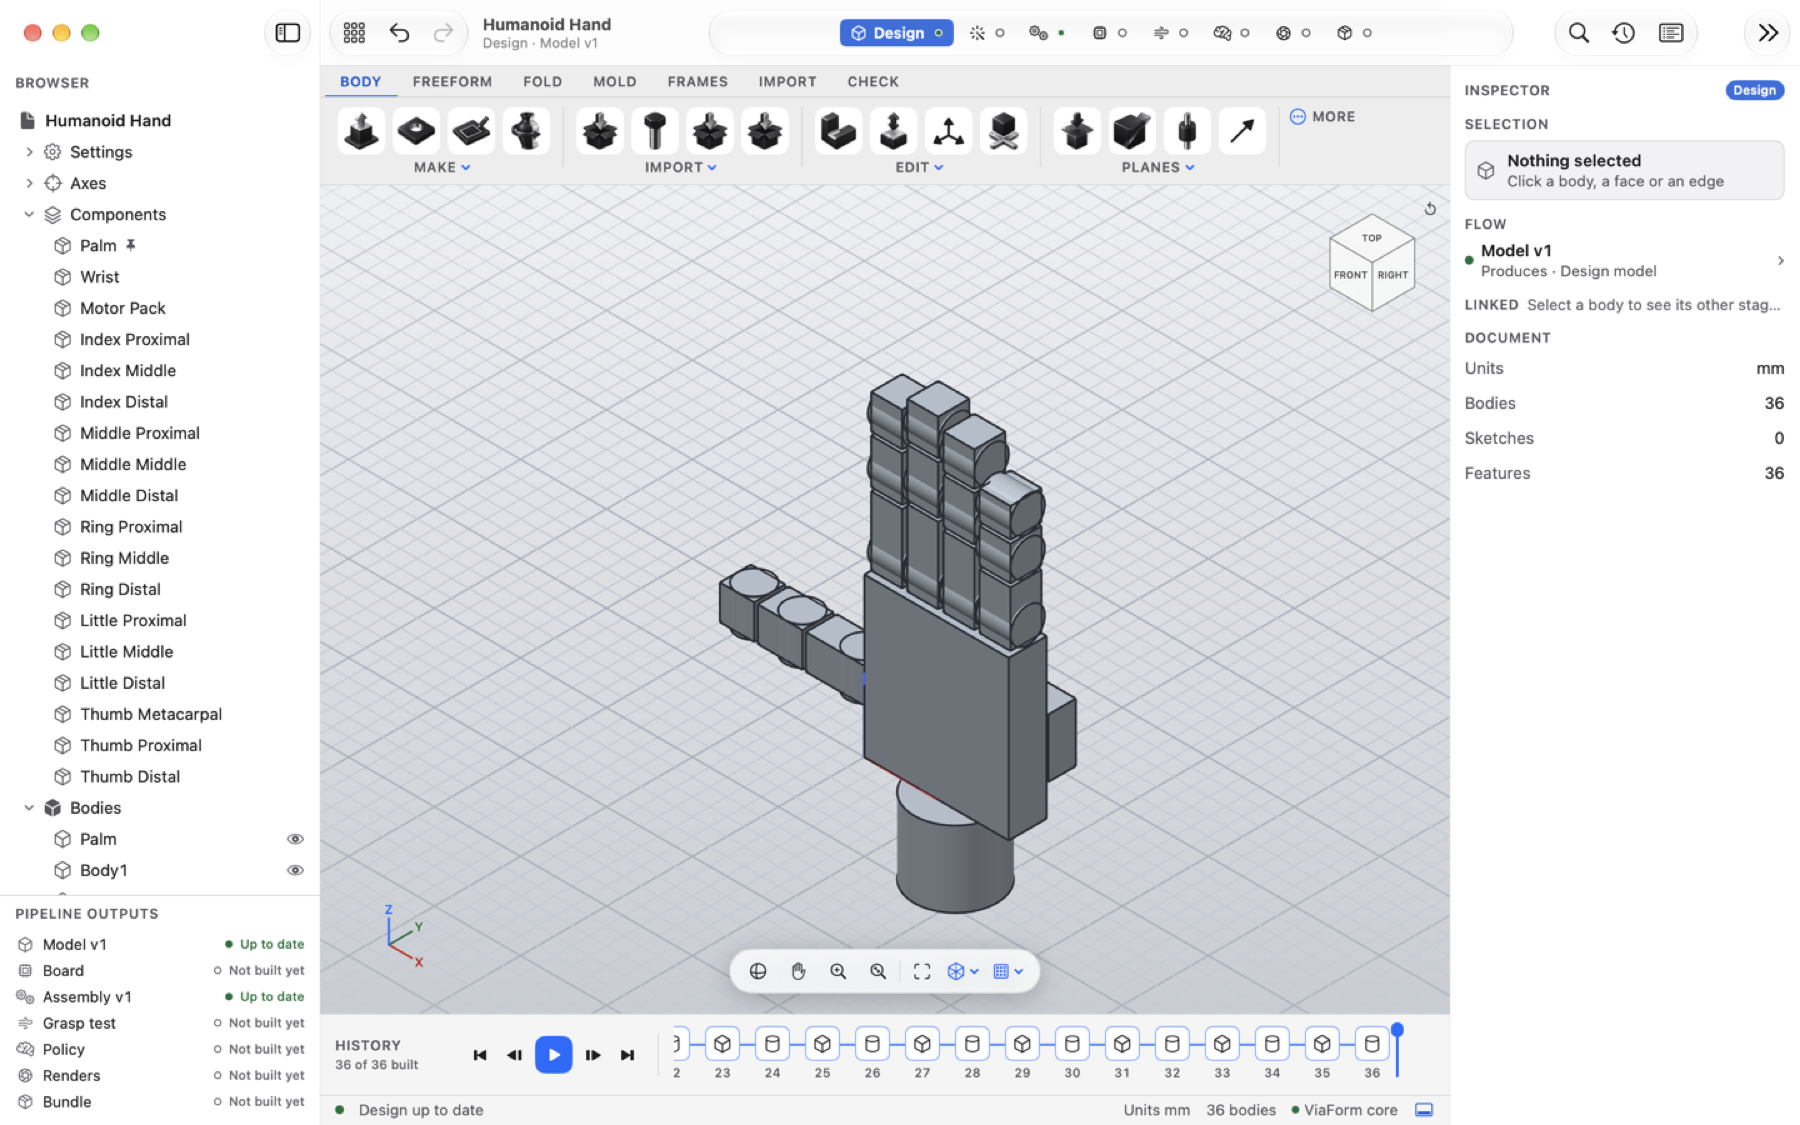 Humanoid Hand
Design · Model v1
Design
BROWSER
Humanoid Hand
Settings
Axes
Components
Palm
Wrist
Motor Pack
Index Proximal
Index Middle
Index Distal
Middle Proximal
Middle Middle
Middle Distal
Ring Proximal
Ring Middle
Ring Distal
Little Proximal
Little Middle
Little Distal
Thumb Metacarpal
Thumb Proximal
Thumb Distal
Bodies
Palm
Body1
PIPELINE OUTPUTS
Model v1 Up to date
Board Not built yet
Assembly v1 Up to date
Grasp test Not built yet
Policy Not built yet
Renders Not built yet
Bundle Not built yet
BODY FREEFORM FOLD MOLD FRAMES IMPORT CHECK
MAKE IMPORT EDIT PLANES MORE
TOP
FRONT RIGHT
Z
Y
X
HISTORY
36 of 36 built
2 23 24 25 26 27 28 29 30 31 32 33 34 35 36
Design up to date
Units mm 36 bodies ViaForm core
INSPECTOR Design
SELECTION
Nothing selected
Click a body, a face or an edge
FLOW
Model v1
Produces · Design model
LINKED Select a body to see its other stag...
DOCUMENT
Units mm
Bodies 36
Sketches 0
Features 36